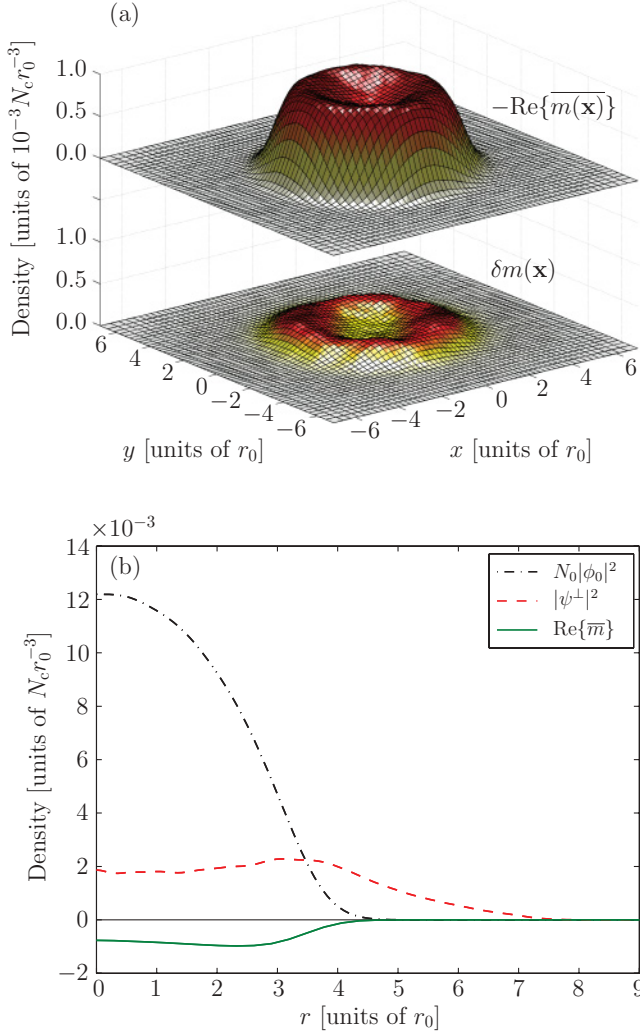 (a)
1.0
0.5
0.0
1.0
0.5
0.0
Density [units of 10⁻³N_c r₀⁻³]
−Re{m̅(̅x̅)̅}
δm(x)
6 4 2 0 −2 −4 −6
y [units of r₀]
−6 −4 −2 0 2 4 6
x [units of r₀]
×10⁻³
(b)
14
12
10
8
6
4
2
0
−2
Density [units of N_c r₀⁻³]
N₀|ϕ₀|²
|ψ^⊥|²
Re{m̅}
0 1 2 3 4 5 6 7 8 9
r [units of r₀]